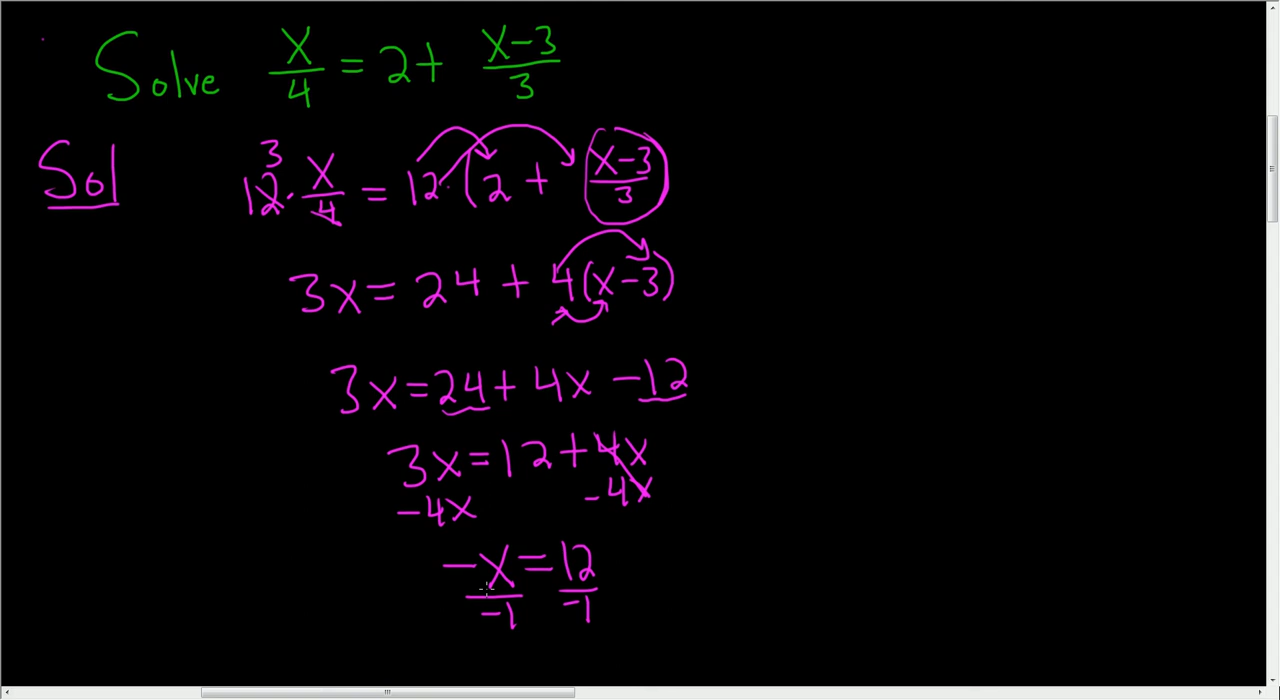 Solve x/4 = 2 + x-3/3
Sol
3
12 · x/4 = 12 · (2 + x-3/3
3x = 24 + 4(x-3)
3x = 24 + 4x -12
3x = 12 + 4x
-4x -4x
-x/-1 = 12/-1